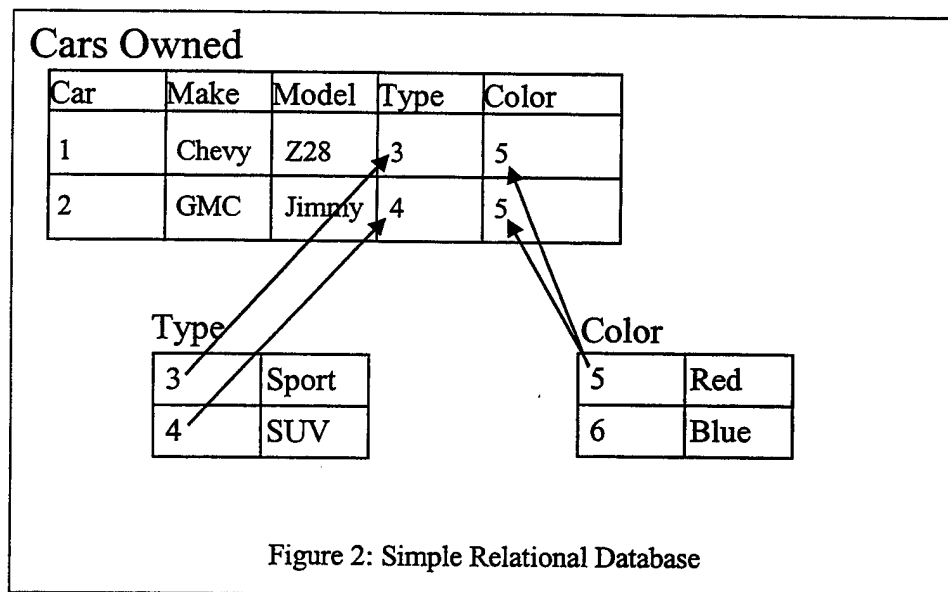 Cars Owned
Car Make Model Type Color
1 Chevy Z28 3 5
2 GMC Jimmy 4 5
Type
3 Sport
4 SUV
Color
5 Red
6 Blue
Figure 2: Simple Relational Database